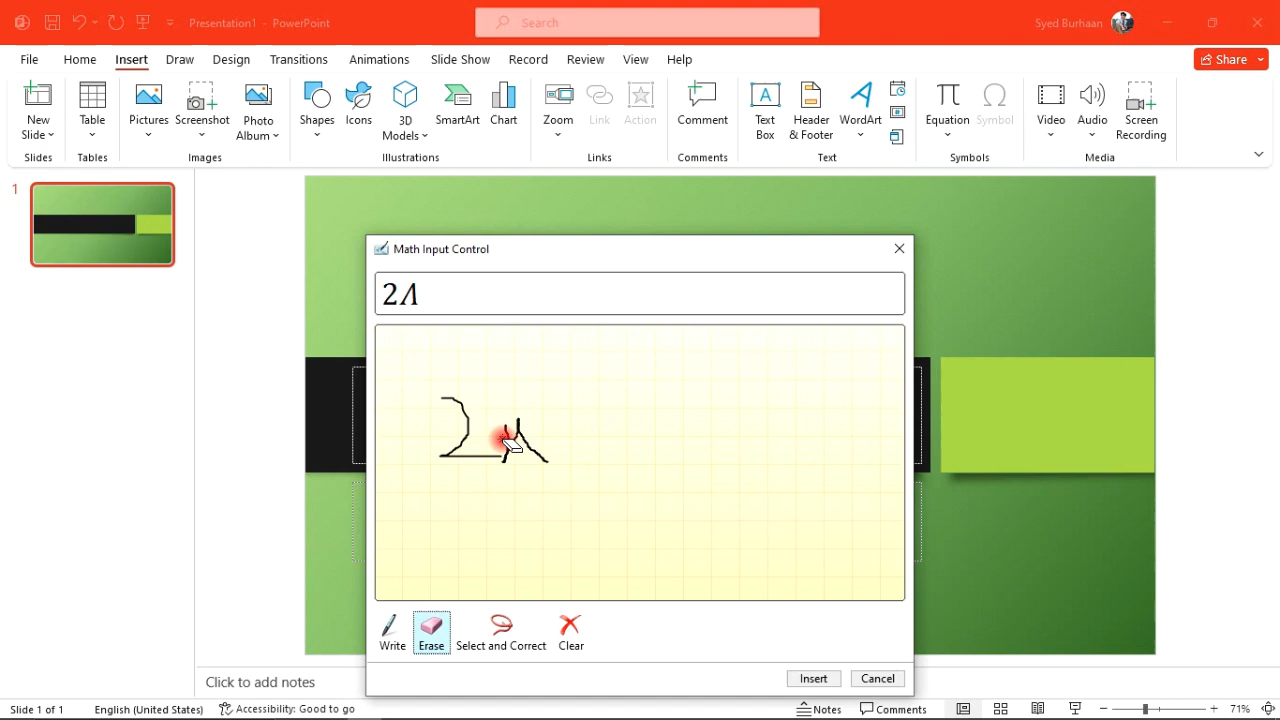 Presentation1 - PowerPoint
Search
Syed Burhaan
File
Home
Insert
Draw
Design
Transitions
Animations
Slide Show
Record
Review
View
Help
Share
New
Slide
Table
Pictures
Screenshot
Photo
Album
Shapes
Icons
3D
Models
SmartArt
Chart
Zoom
Link
Action
Comment
Text
Box
Header
& Footer
WordArt
Equation
Symbol
Video
Audio
Screen
Recording
Slides
Tables
Images
Illustrations
Links
Comments
Text
Symbols
Media
1
Math Input Control
2Λ
2
Write
Erase
Select and Correct
Clear
Insert
Cancel
Click to add notes
Slide 1 of 1
English (United States)
Accessibility: Good to go
Notes
Comments
71%